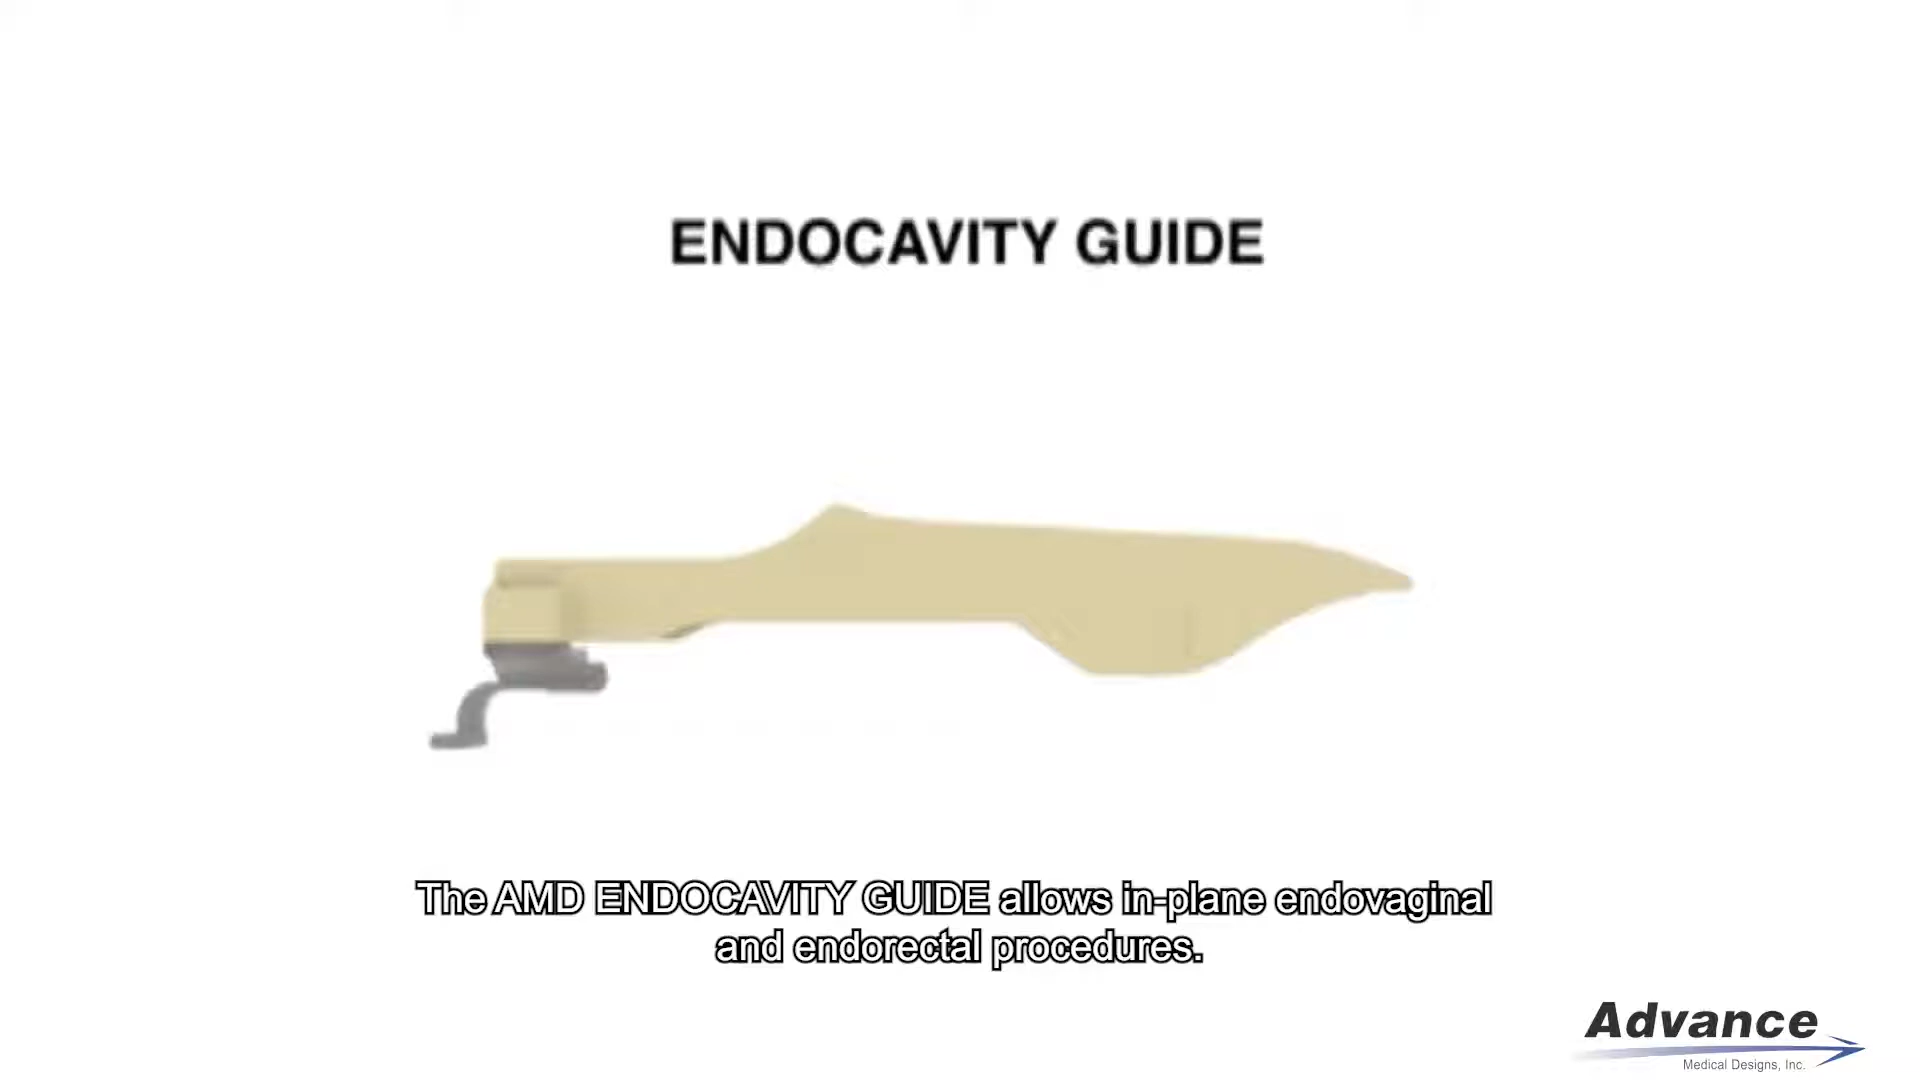 ENDOCAVITY GUIDE
The AMD ENDOCAVITY GUIDE allows in-plane endovaginal
and endorectal procedures.
Advance
Medical Designs, Inc.